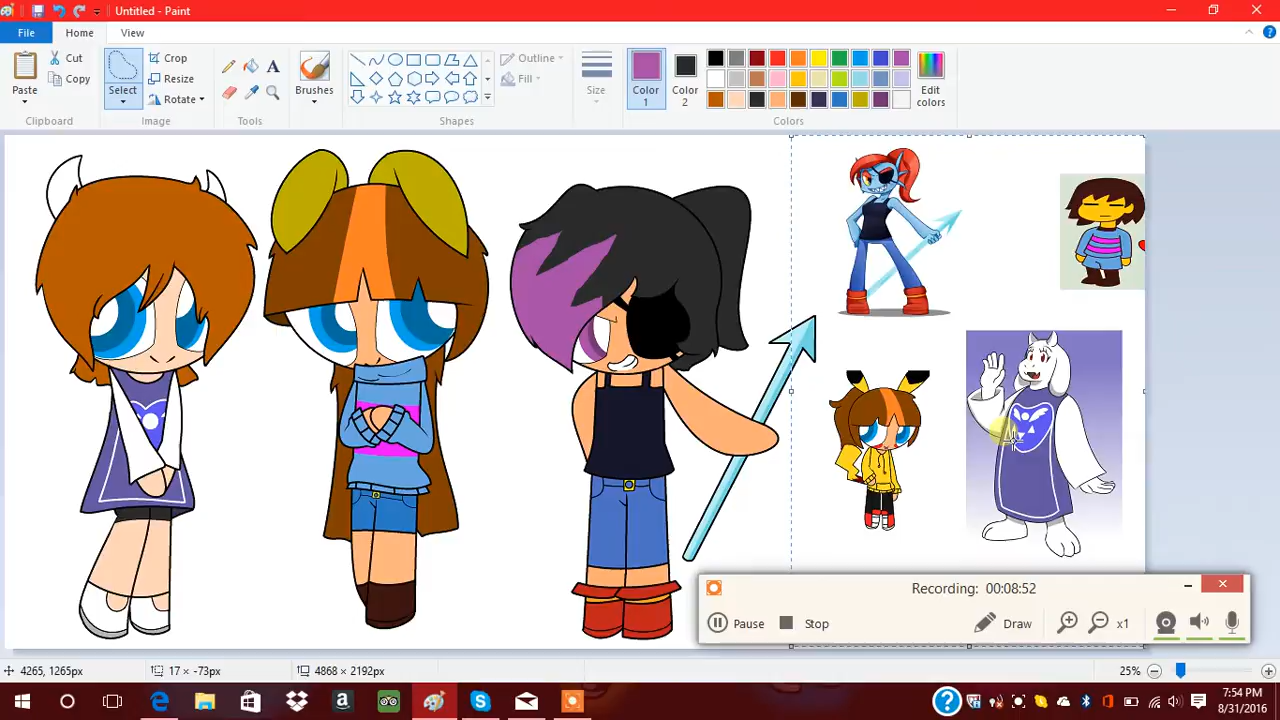 Untitled - Paint
File
Home
View
Paste
Cut
Copy
Clipboard
Select
Crop
Resize
Rotate
Image
A
Tools
Brushes
Outline
Fill
Shapes
Size
Color 1
Color 2
Edit colors
Colors
Recording: 00:08:52
Pause
Stop
Draw
x1
4265, 1265px
17 × -73px
4868 × 2192px
25%
7:54 PM
8/31/2016